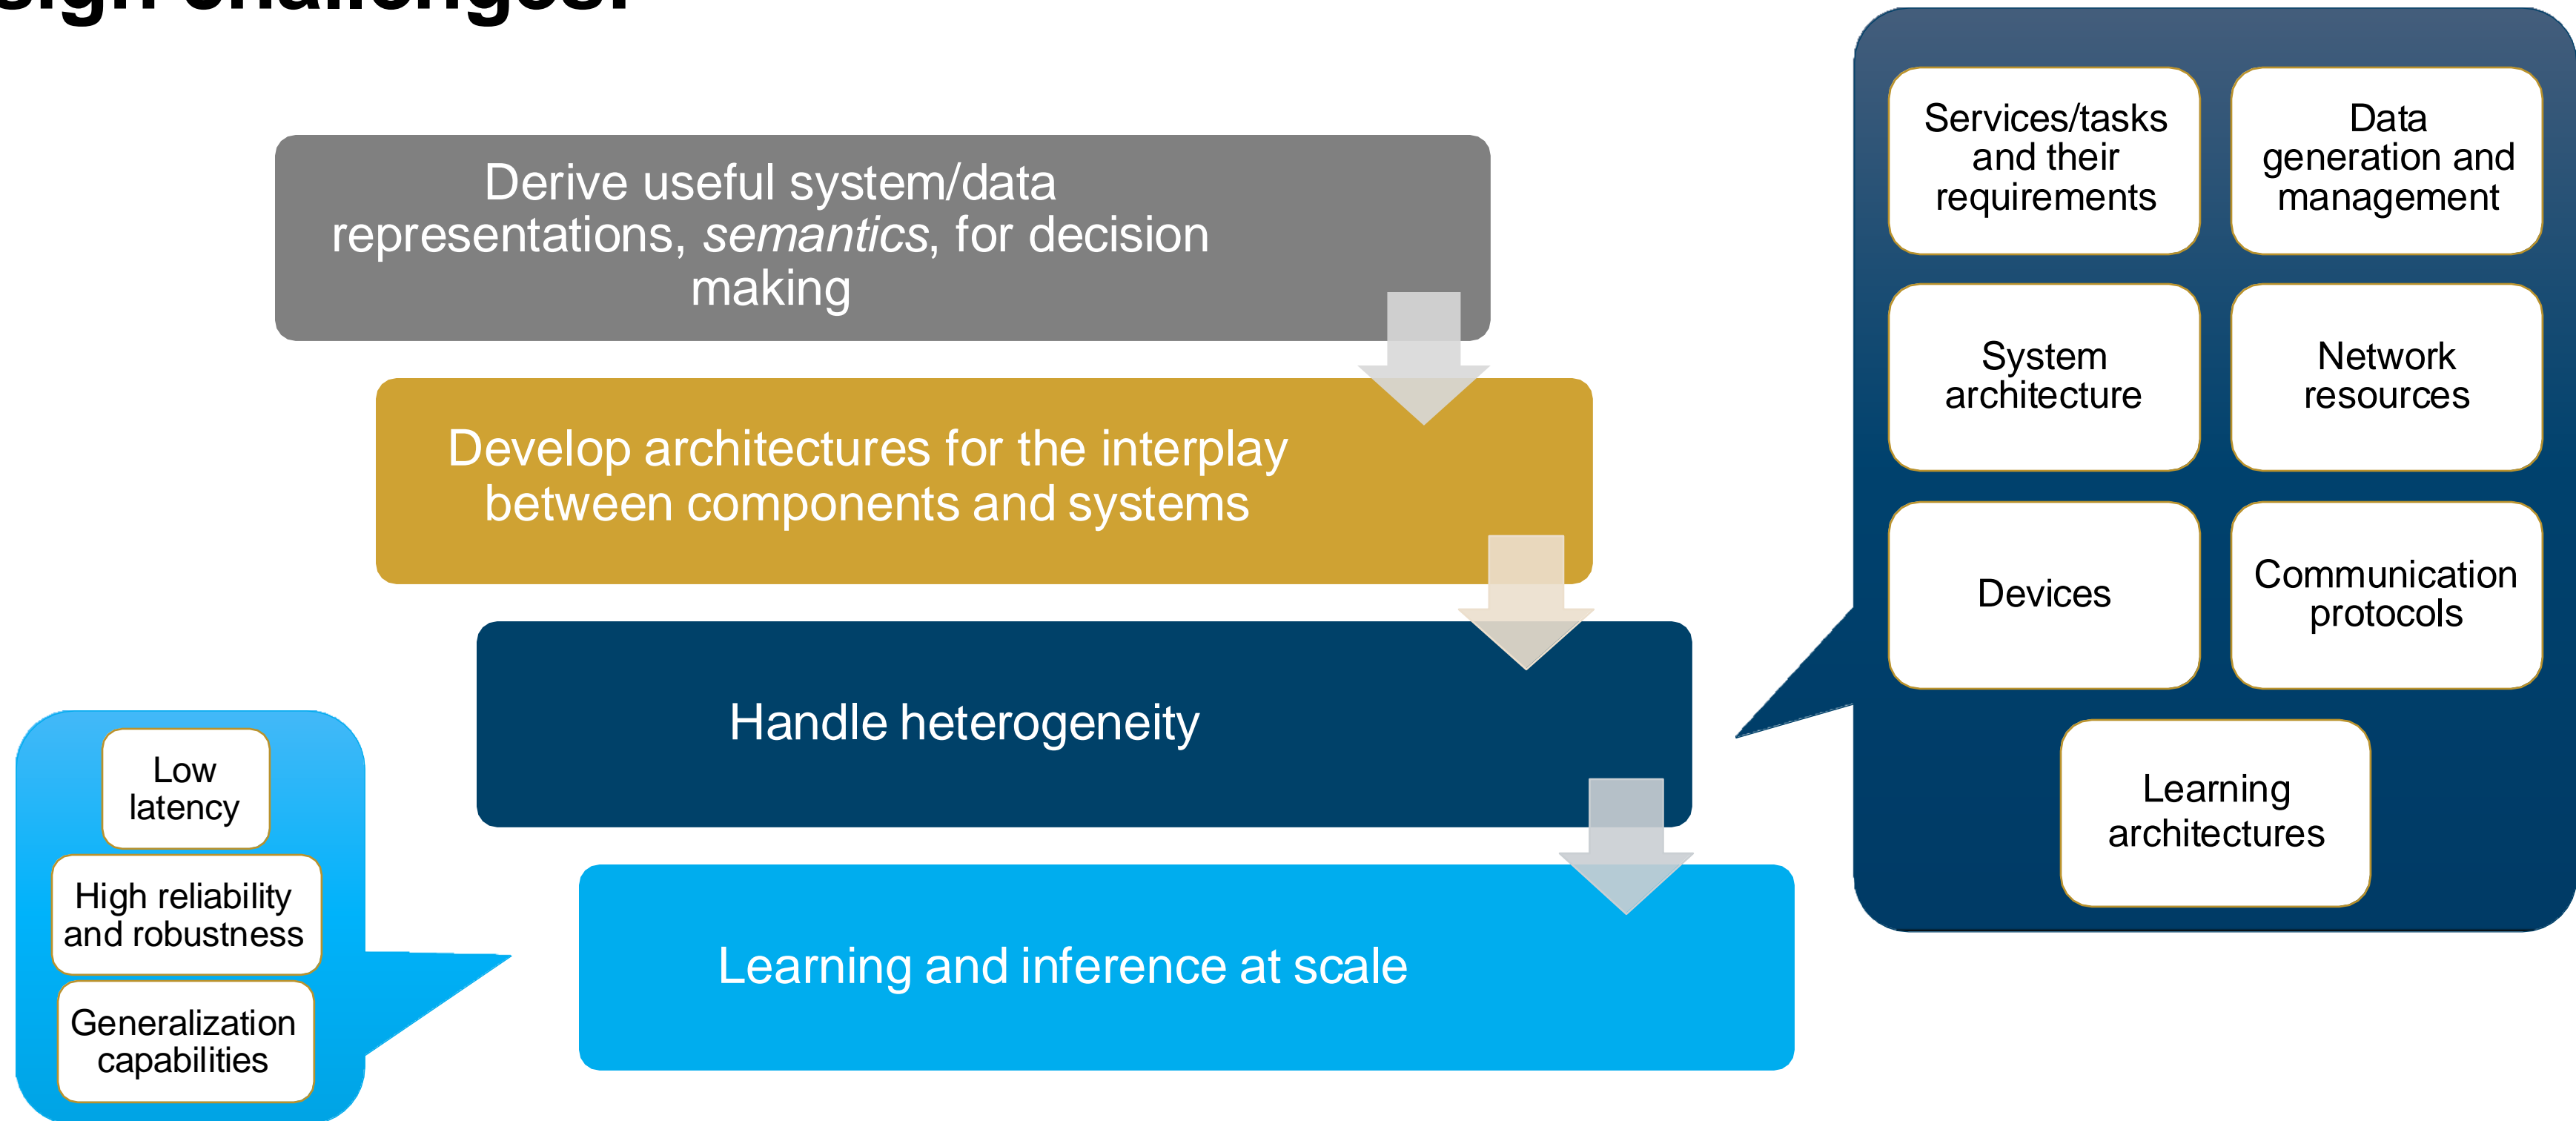 sign challenges:
Derive useful system/data
representations, semantics, for decision
making
Develop architectures for the interplay
between components and systems
Handle heterogeneity
Learning and inference at scale
Low
latency
High reliability
and robustness
Generalization
capabilities
Services/tasks
and their
requirements
Data
generation and
management
System
architecture
Network
resources
Devices
Communication
protocols
Learning
architectures